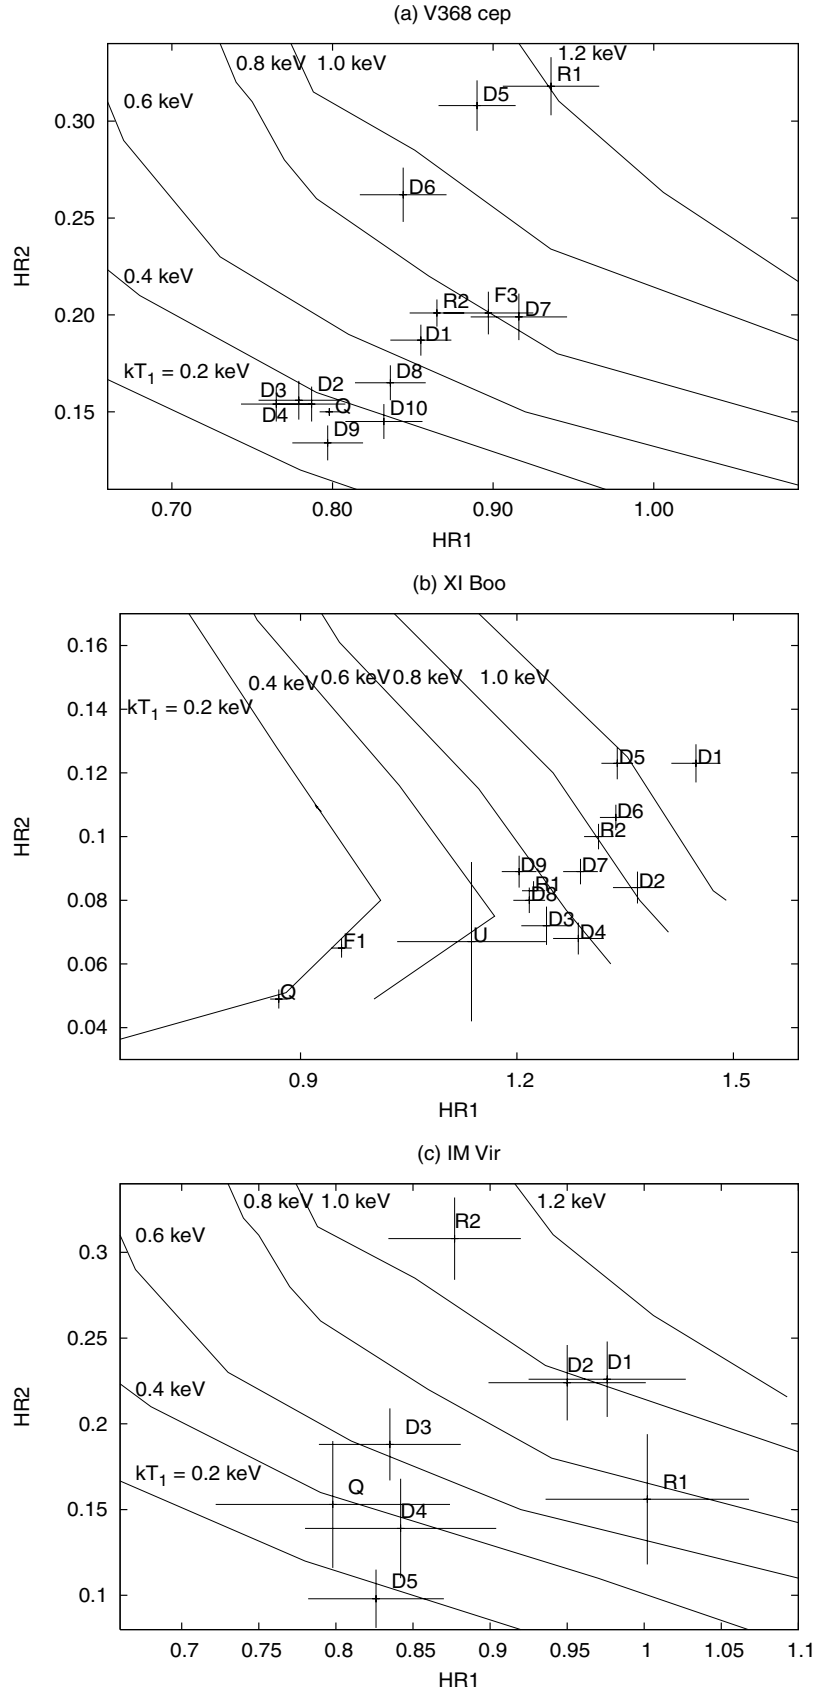 (a) V368 cep
0.8 keV 1.0 keV 1.2 keV
R1
D5
0.6 keV
0.30
D6
0.25
HR2
0.4 keV
R2 F3 D7
0.20
D1
kT1 = 0.2 keV
D8
D3 D2
0.15
D4 Q D10
D9
0.70 0.80 0.90 1.00
HR1
(b) XI Boo
0.16
0.4 keV 0.6 keV 0.8 keV 1.0 keV
kT1 = 0.2 keV
0.14
D5 D1
0.12
D6
HR2
R2
0.1
D9 D7
R1 D2
0.08
D8
D3 D4
U
F1
0.06
Q
0.04
0.9 1.2 1.5
HR1
(c) IM Vir
0.8 keV 1.0 keV 1.2 keV
R2
0.6 keV
0.3
0.25
D2 D1
HR2
0.4 keV
0.2
D3
kT1 = 0.2 keV
Q R1
0.15
D4
D5
0.1
0.7 0.75 0.8 0.85 0.9 0.95 1 1.05 1.1
HR1